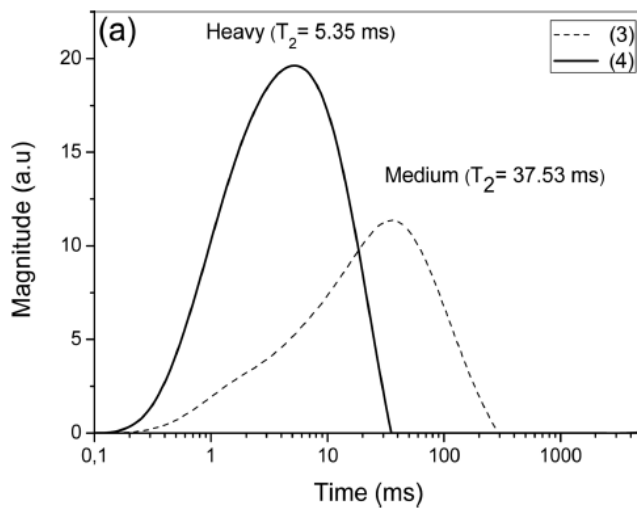 (a)
Heavy (T2= 5.35 ms)
(3)
(4)
Medium (T2= 37.53 ms)
Magnitude (a.u)
20
15
10
5
0
0,1
1
10
100
1000
Time (ms)